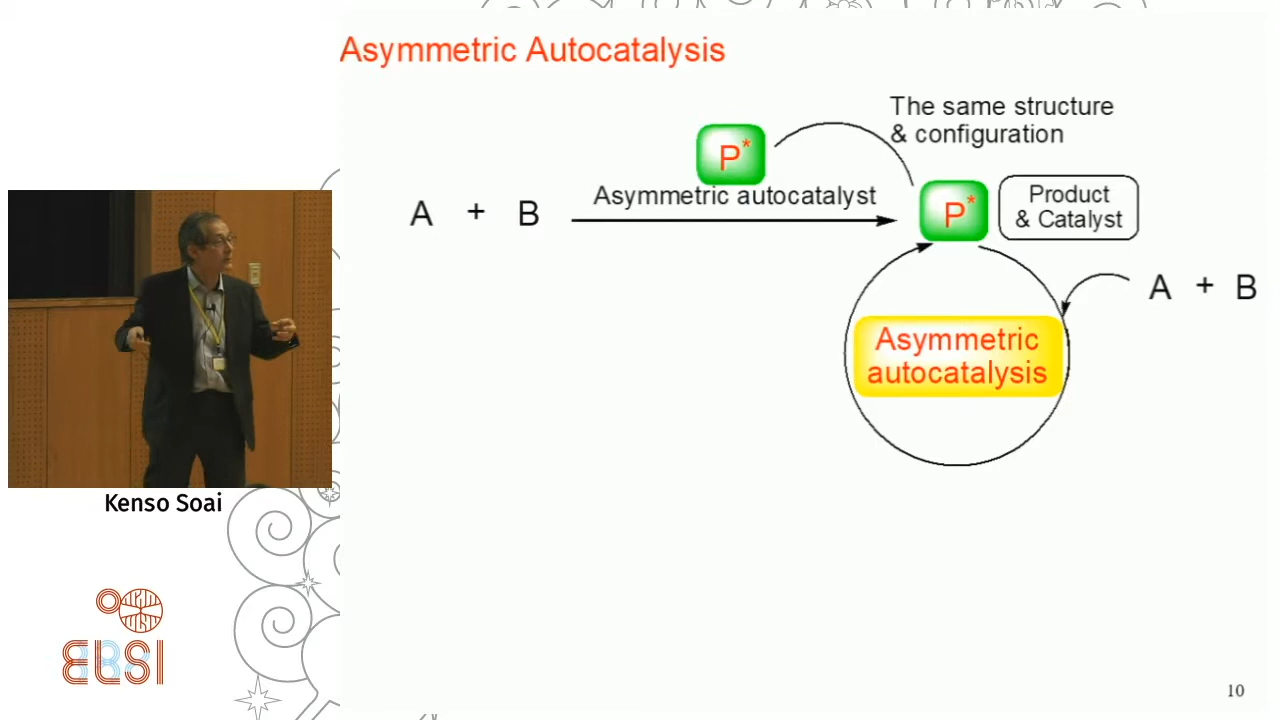 Asymmetric Autocatalysis
The same structure
& configuration
P*
Asymmetric autocatalyst
A + B
P*
Product
& Catalyst
A + B
Asymmetric
autocatalysis
Kenso Soai
ELSI
10